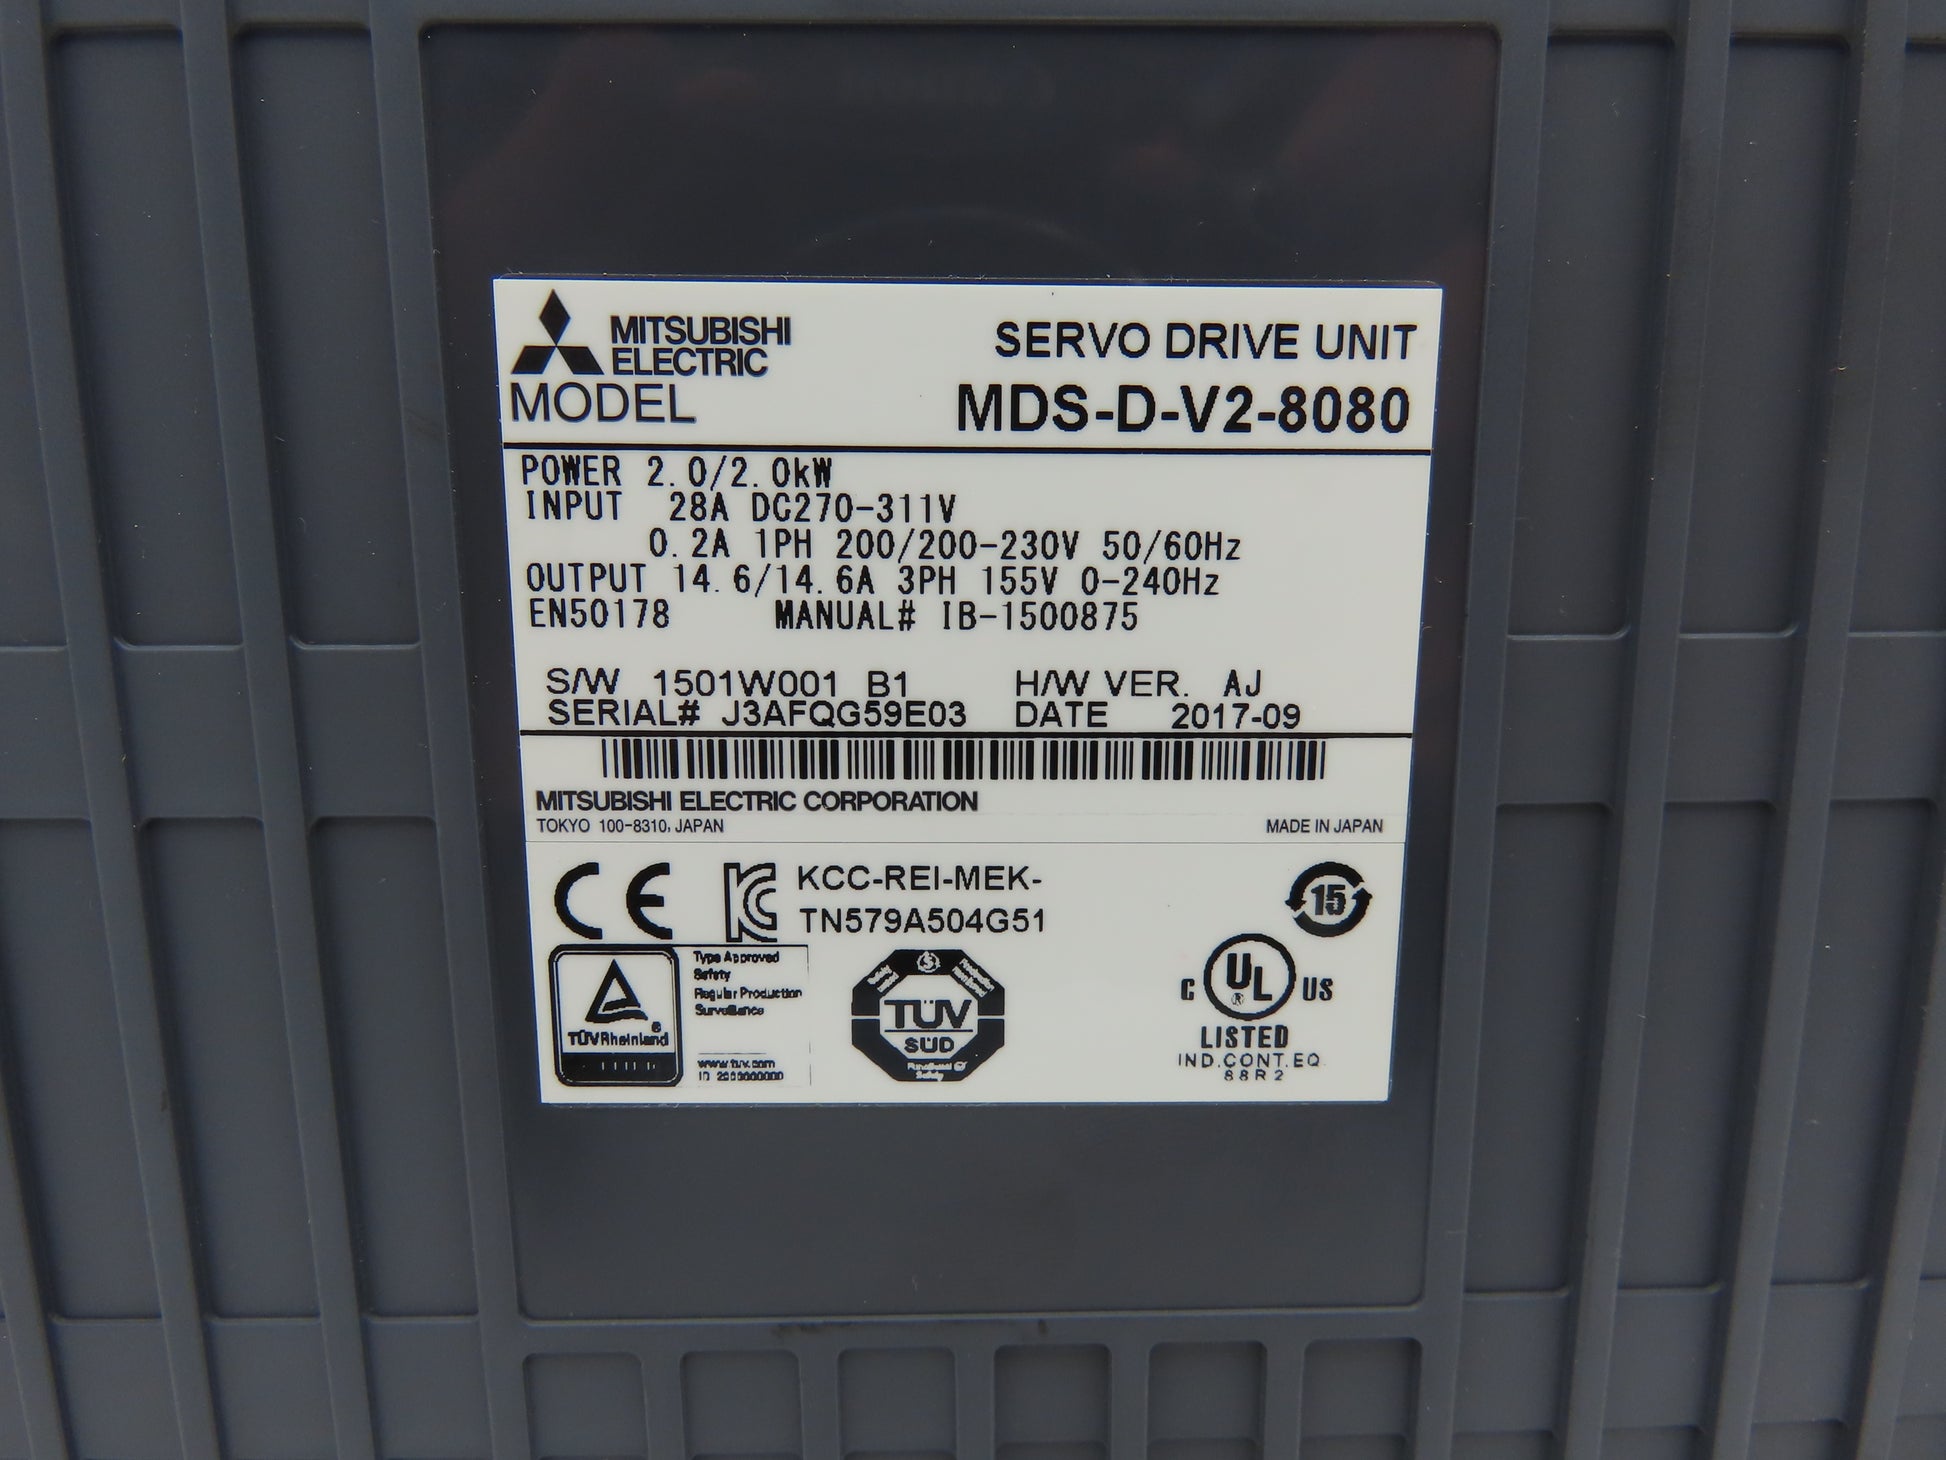 MITSUBISHI
ELECTRIC
SERVO DRIVE UNIT
MODEL MDS-D-V2-8080
POWER 2.0/2.0kW
INPUT 28A DC270-311V
0.2A 1PH 200/200-230V 50/60Hz
OUTPUT 14.6/14.6A 3PH 155V 0-240Hz
EN50178 MANUAL# IB-1500875
S/W 1501W001 B1 H/W VER. AJ
SERIAL# J3AFQG59E03 DATE 2017-09
MITSUBISHI ELECTRIC CORPORATION
TOKYO 100-8310, JAPAN MADE IN JAPAN
CE KC KCC-REI-MEK-
TN579A504G51
15
Type Approved
Safety
Regular Production
Surveillance
TÜVRheinland®
www.tuv.com
TÜV
SÜD
Functional
Safety
C UL® US
LISTED
IND.CONT.EQ.
88R2